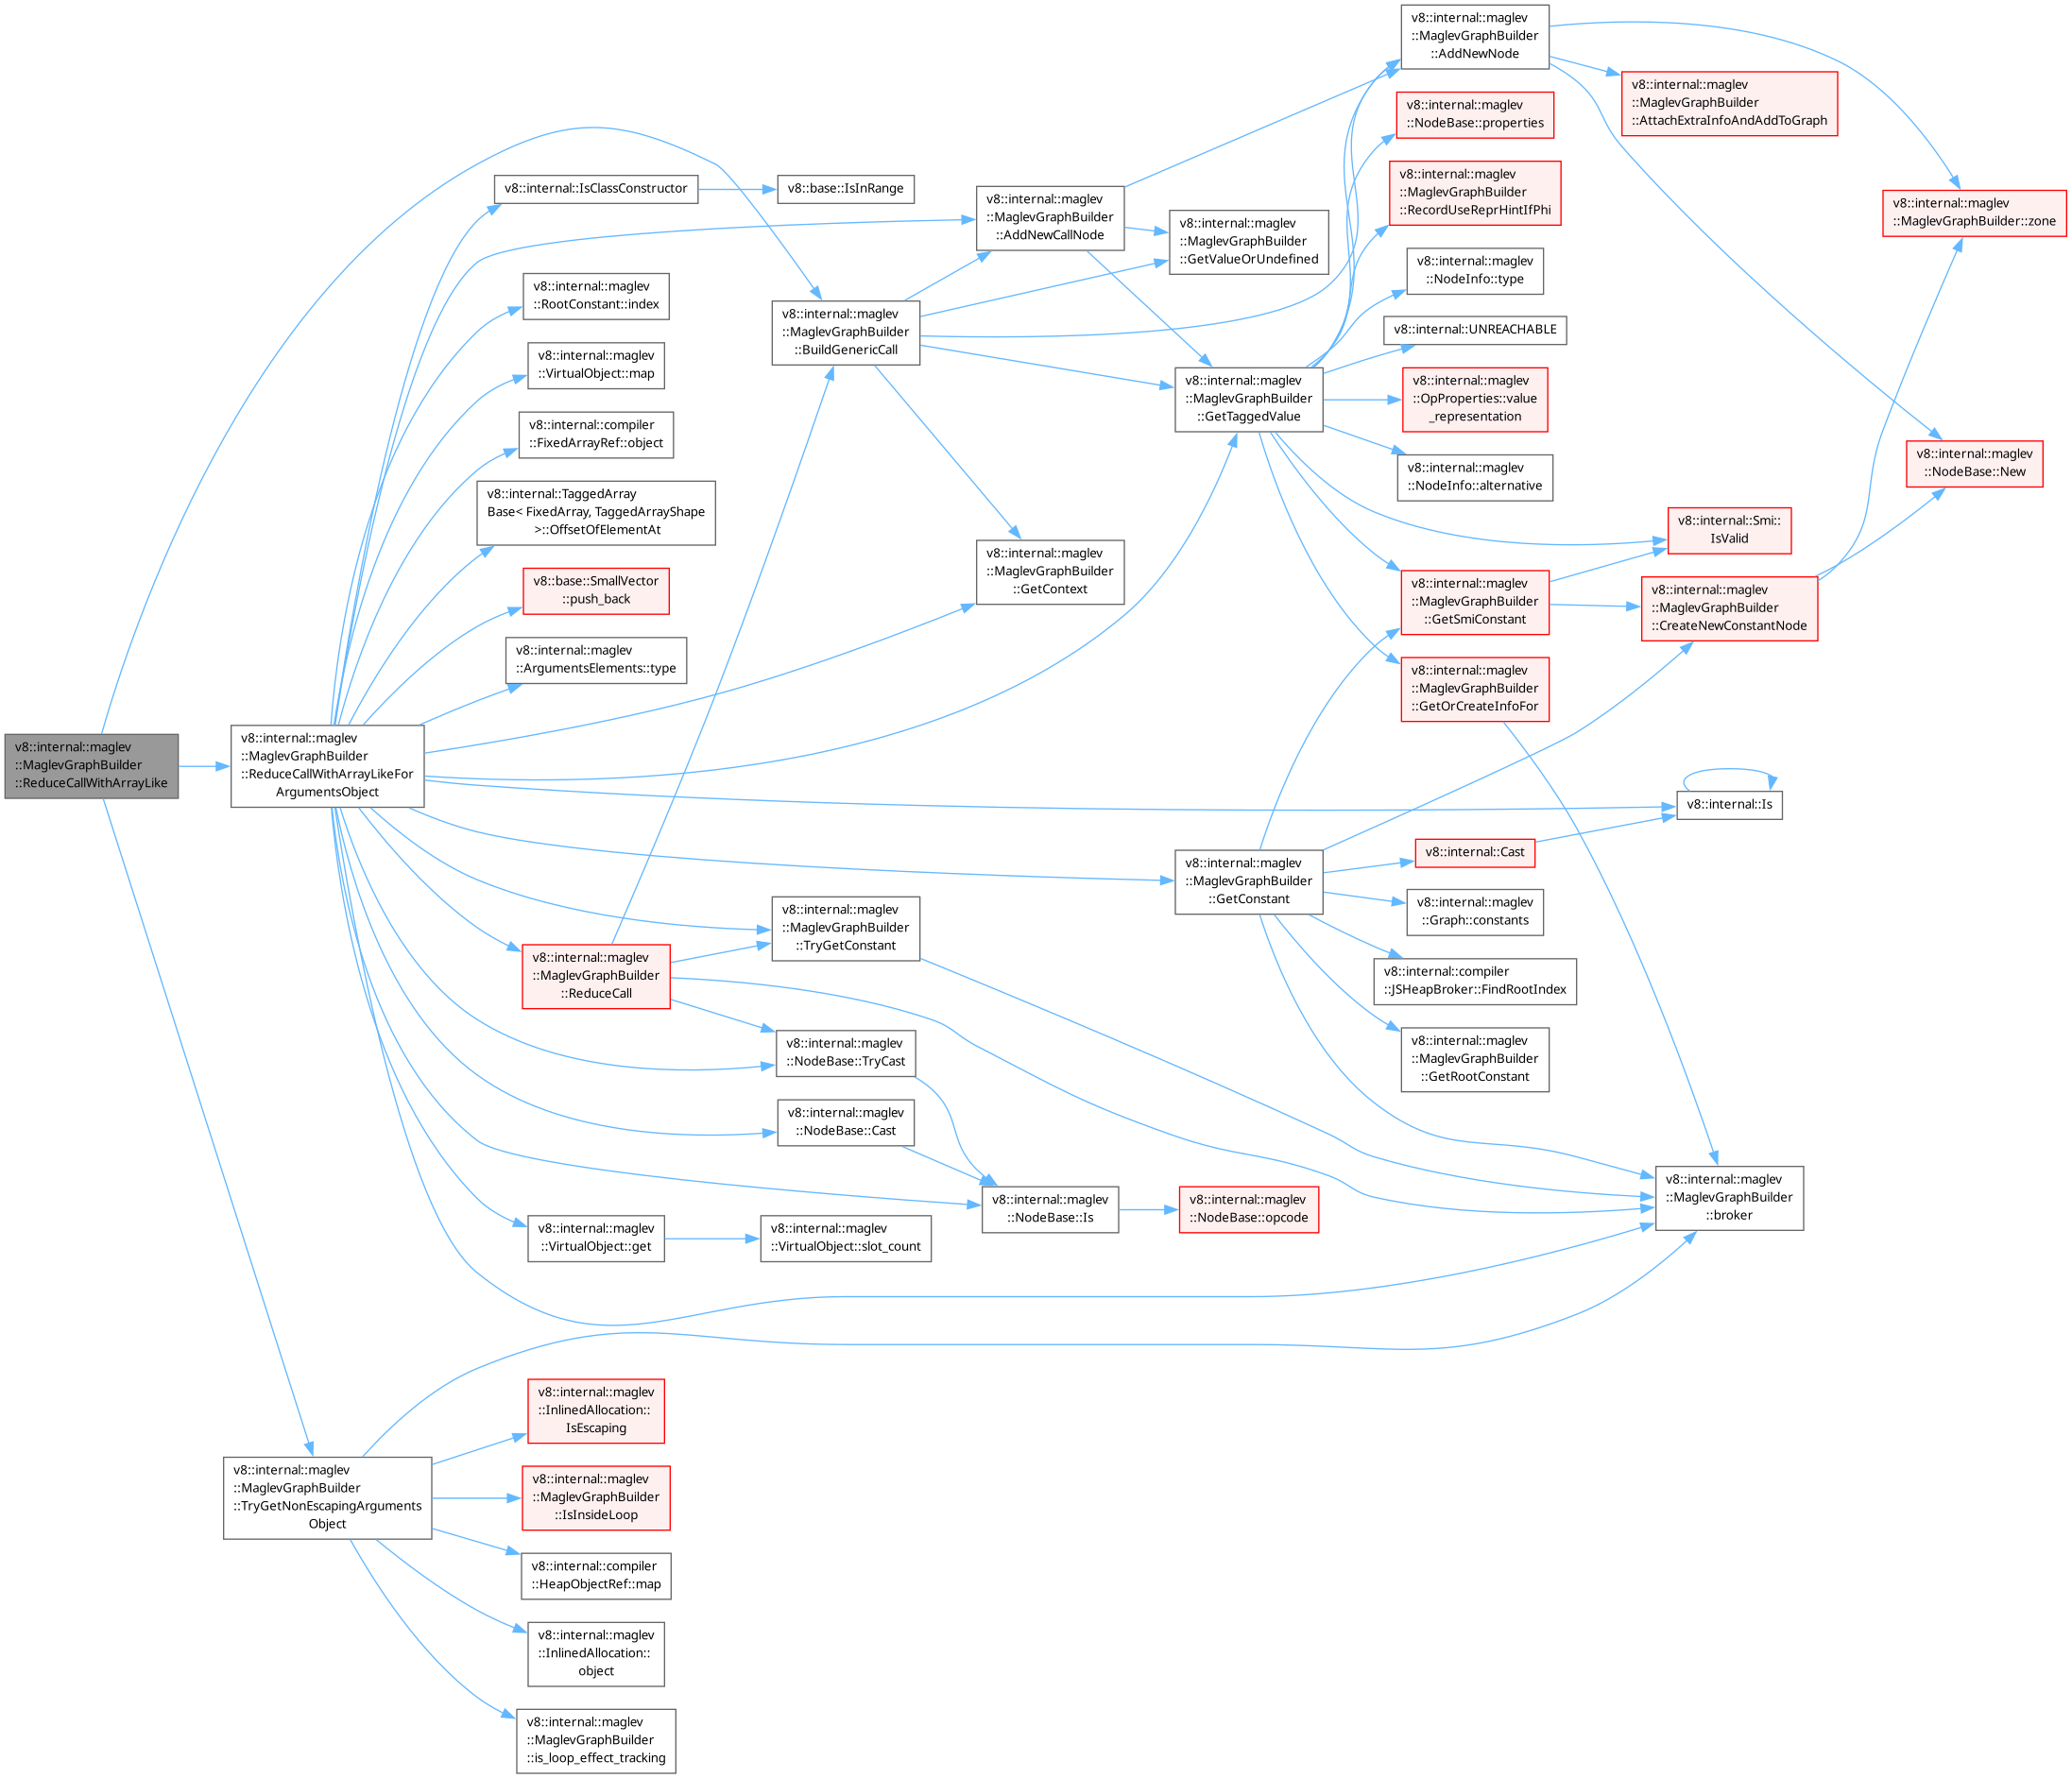 v8::internal::maglev
::MaglevGraphBuilder
::ReduceCallWithArrayLike
v8::internal::maglev
::MaglevGraphBuilder
::ReduceCallWithArrayLikeFor
ArgumentsObject
v8::internal::maglev
::MaglevGraphBuilder
::TryGetNonEscapingArguments
Object
v8::internal::IsClassConstructor
v8::internal::maglev
::RootConstant::index
v8::internal::maglev
::VirtualObject::map
v8::internal::compiler
::FixedArrayRef::object
v8::internal::TaggedArray
Base< FixedArray, TaggedArrayShape
>::OffsetOfElementAt
v8::base::SmallVector
::push_back
v8::internal::maglev
::ArgumentsElements::type
v8::internal::maglev
::MaglevGraphBuilder
::ReduceCall
v8::internal::maglev
::VirtualObject::get
v8::internal::maglev
::InlinedAllocation::
IsEscaping
v8::internal::maglev
::MaglevGraphBuilder
::IsInsideLoop
v8::internal::compiler
::HeapObjectRef::map
v8::internal::maglev
::InlinedAllocation::
object
v8::internal::maglev
::MaglevGraphBuilder
::is_loop_effect_tracking
v8::base::IsInRange
v8::internal::maglev
::MaglevGraphBuilder
::BuildGenericCall
v8::internal::maglev
::MaglevGraphBuilder
::TryGetConstant
v8::internal::maglev
::NodeBase::TryCast
v8::internal::maglev
::NodeBase::Cast
v8::internal::maglev
::VirtualObject::slot_count
v8::internal::maglev
::MaglevGraphBuilder
::AddNewCallNode
v8::internal::maglev
::MaglevGraphBuilder
::GetContext
v8::internal::maglev
::NodeBase::Is
v8::internal::maglev
::MaglevGraphBuilder
::GetValueOrUndefined
v8::internal::maglev
::MaglevGraphBuilder
::GetTaggedValue
v8::internal::maglev
::MaglevGraphBuilder
::GetConstant
v8::internal::maglev
::NodeBase::opcode
v8::internal::maglev
::MaglevGraphBuilder
::AddNewNode
v8::internal::maglev
::NodeBase::properties
v8::internal::maglev
::MaglevGraphBuilder
::RecordUseReprHintIfPhi
v8::internal::maglev
::NodeInfo::type
v8::internal::UNREACHABLE
v8::internal::maglev
::OpProperties::value
_representation
v8::internal::maglev
::NodeInfo::alternative
v8::internal::maglev
::MaglevGraphBuilder
::GetSmiConstant
v8::internal::maglev
::MaglevGraphBuilder
::GetOrCreateInfoFor
v8::internal::Cast
v8::internal::maglev
::Graph::constants
v8::internal::compiler
::JSHeapBroker::FindRootIndex
v8::internal::maglev
::MaglevGraphBuilder
::GetRootConstant
v8::internal::maglev
::MaglevGraphBuilder
::AttachExtraInfoAndAddToGraph
v8::internal::Smi::
IsValid
v8::internal::maglev
::MaglevGraphBuilder
::CreateNewConstantNode
v8::internal::Is
v8::internal::maglev
::MaglevGraphBuilder
::broker
v8::internal::maglev
::MaglevGraphBuilder::zone
v8::internal::maglev
::NodeBase::New